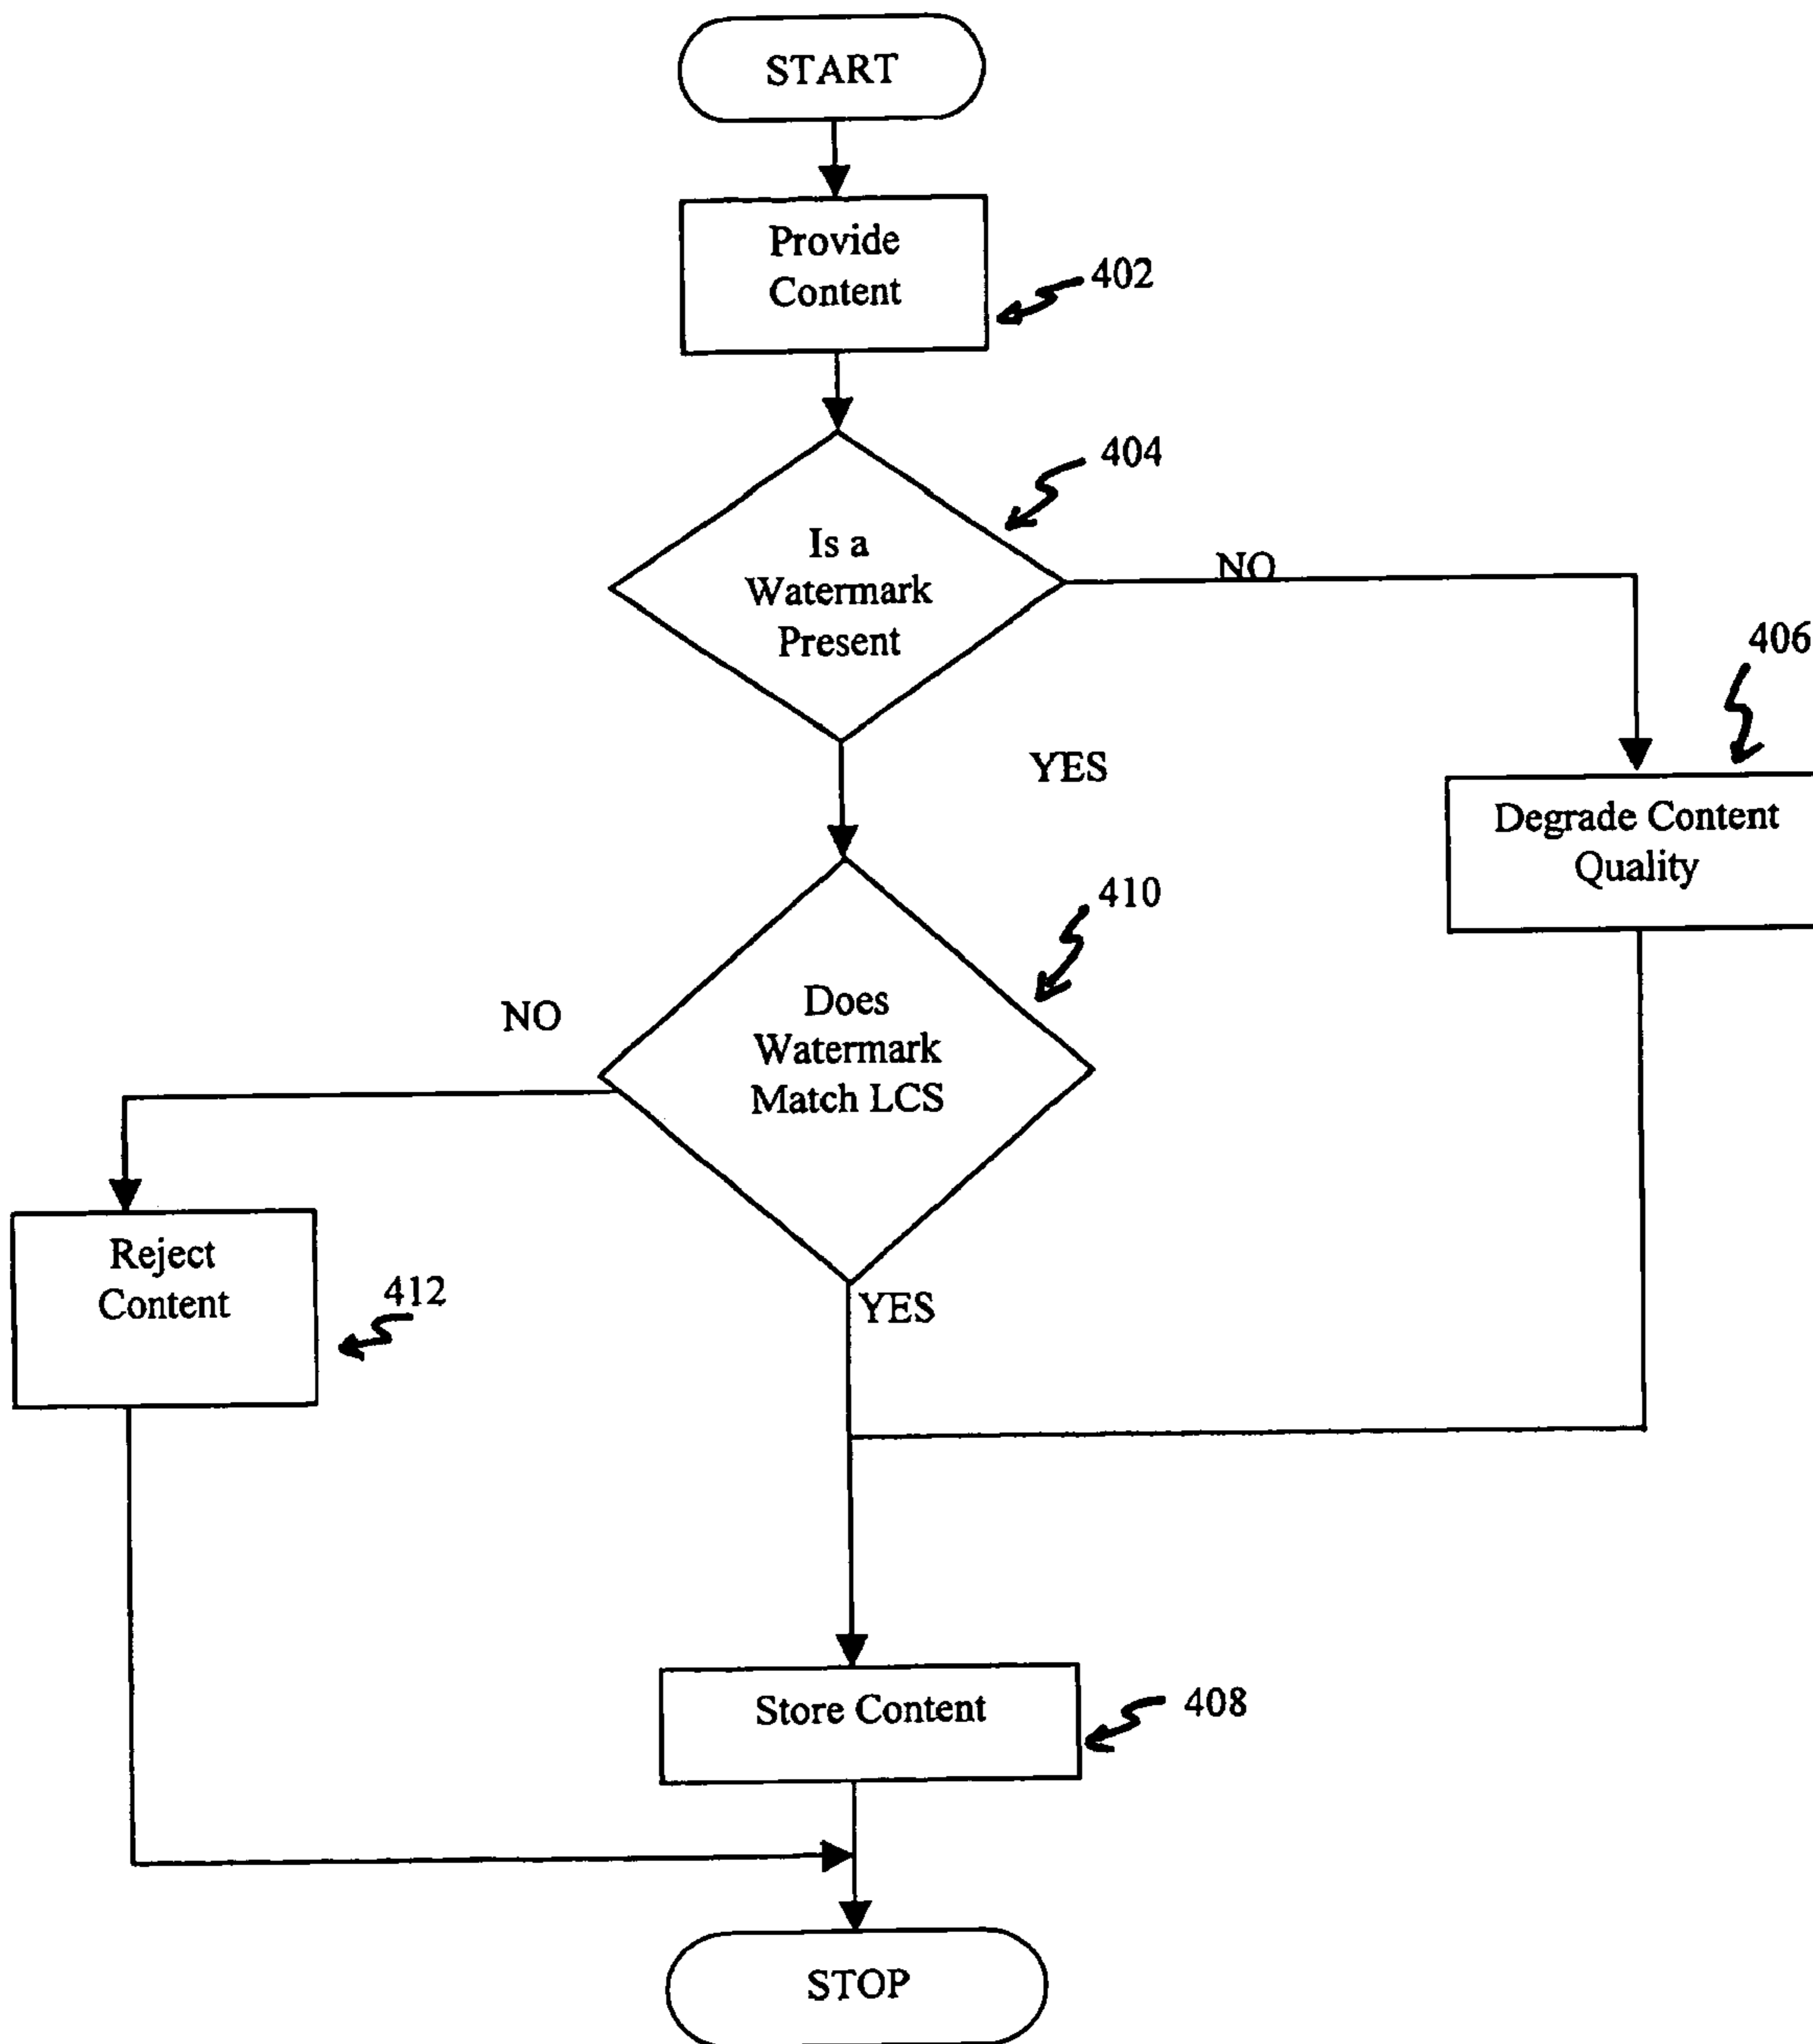 START
Provide
Content
402
404
Is a
Watermark
Present
NO
406
YES
Degrade Content
Quality
410
Does
Watermark
Match LCS
NO
Reject
Content
412
YES
Store Content
408
STOP